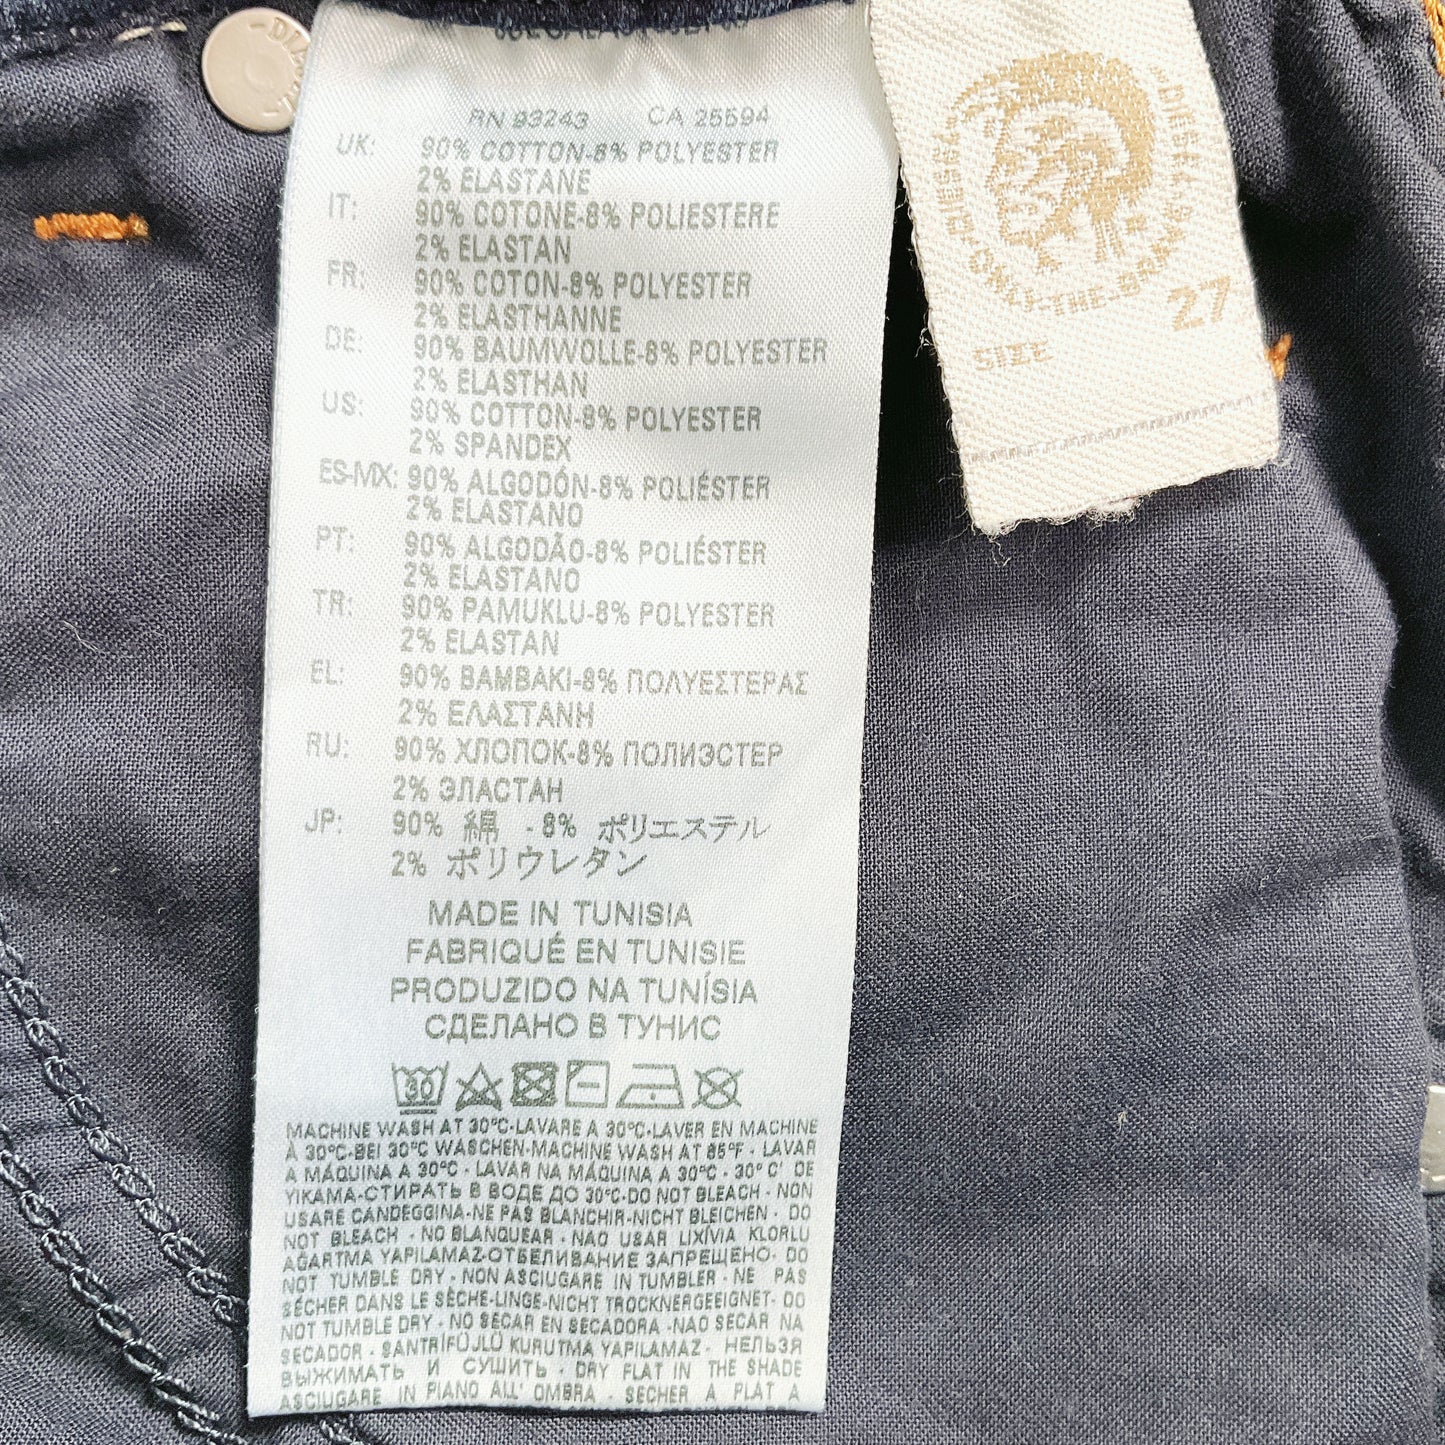 RN 93243 CA 25594
UK: 90% COTTON-8% POLYESTER
2% ELASTANE
IT: 90% COTONE-8% POLIESTERE
2% ELASTAN
FR: 90% COTON-8% POLYESTER
2% ELASTHANNE
DE: 90% BAUMWOLLE-8% POLYESTER
2% ELASTHAN
US: 90% COTTON-8% POLYESTER
2% SPANDEX
ES-MX: 90% ALGODÓN-8% POLIÉSTER
2% ELASTANO
PT: 90% ALGODÃO-8% POLIÉSTER
2% ELASTANO
TR: 90% PAMUKLU-8% POLYESTER
2% ELASTAN
EL: 90% ΒΑΜΒΑΚΙ-8% ΠΟΛΥΕΣΤΕΡΑΣ
2% ΕΛΑΣΤΑΝΗ
RU: 90% ХЛОПОК-8% ПОЛИЭСТЕР
2% ЭЛАСТАН
JP: 90% 綿 - 8% ポリエステル
2% ポリウレタン
MADE IN TUNISIA
FABRIQUÉ EN TUNISIE
PRODUZIDO NA TUNÍSIA
СДЕЛАНО В ТУНИС
30
MACHINE WASH AT 30°C-LAVARE A 30°C-LAVER EN MACHINE
À 30°C-BEI 30°C WASCHEN-MACHINE WASH AT 85°F - LAVAR
A MÁQUINA A 30°C - LAVAR NA MÁQUINA A 30°C - 30° C' DE
YIKAMA-СТИРАТЬ В ВОДЕ ДО 30°C-DO NOT BLEACH - NON
USARE CANDEGGINA-NE PAS BLANCHIR-NICHT BLEICHEN - DO
NOT BLEACH - NO BLANQUEAR - NAO USAR LIXÍVIA KLORLU
AĞARTMA YAPILAMAZ-ОТБЕЛИВАНИЕ ЗАПРЕЩЕНО- DO
NOT TUMBLE DRY - NON ASCIUGARE IN TUMBLER - NE PAS
SÉCHER DANS LE SÈCHE-LINGE-NICHT TROCKNERGEEIGNET- DO
NOT TUMBLE DRY - NO SECAR EN SECADORA -NAO SECAR NA
SECADOR - SANTRİFÜJLÜ KURUTMA YAPILAMAZ - НЕЛЬЗЯ
ВЫЖИМАТЬ И СУШИТЬ - DRY FLAT IN THE SHADE
ASCIUGARE IN PIANO ALL' OMBRA - SECHER A PLAT A
DIESEL
ONLY-THE-BRAVE
SIZE 27